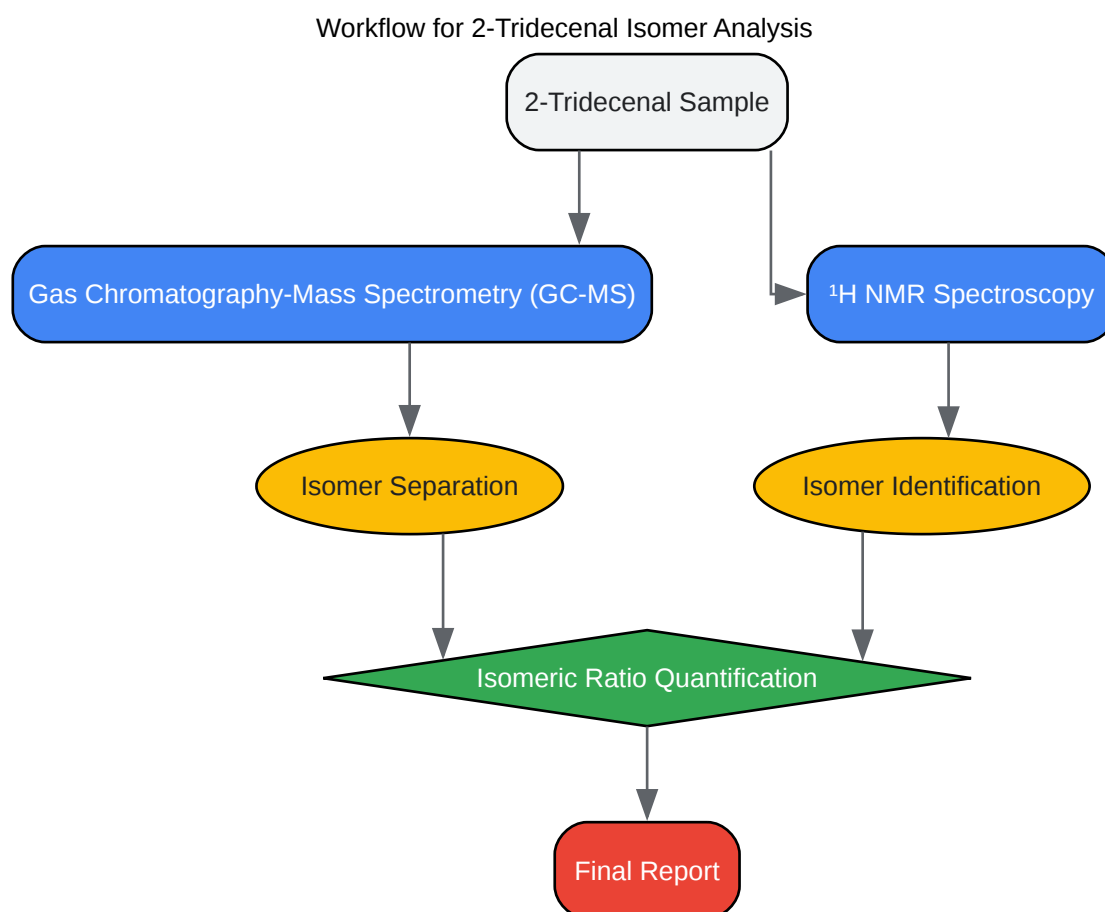 Workflow for 2-Tridecenal Isomer Analysis
2-Tridecenal Sample
Gas Chromatography-Mass Spectrometry (GC-MS)
¹H NMR Spectroscopy
Isomer Separation
Isomer Identification
Isomeric Ratio Quantification
Final Report